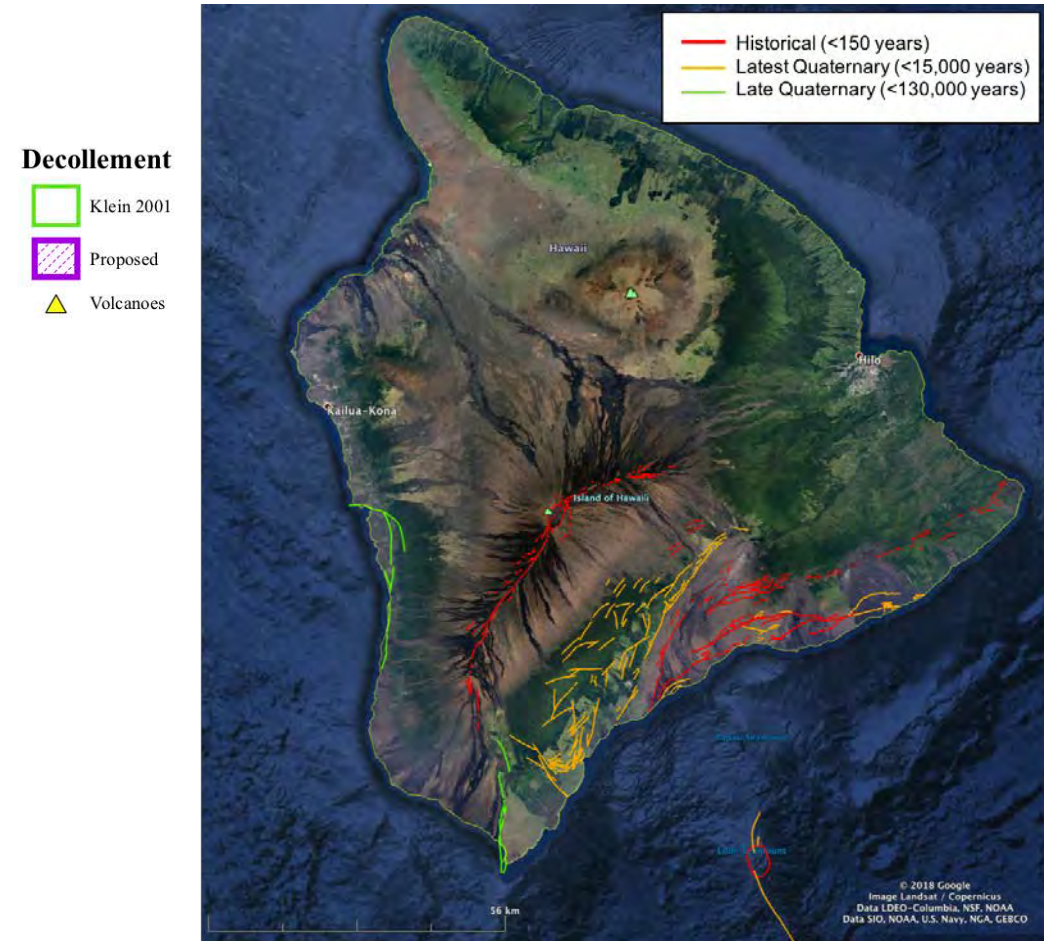 Historical (<150 years)
Latest Quaternary (<15,000 years)
Late Quaternary (<130,000 years)
Decollement
Klein 2001
Proposed
Volcanoes
Hawaii
Hilo
Kailua-Kona
Island of Hawaii
56 km
© 2018 Google
Image Landsat / Copernicus
Data LDEO-Columbia, NSF, NOAA
Data SIO, NOAA, U.S. Navy, NGA, GEBCO